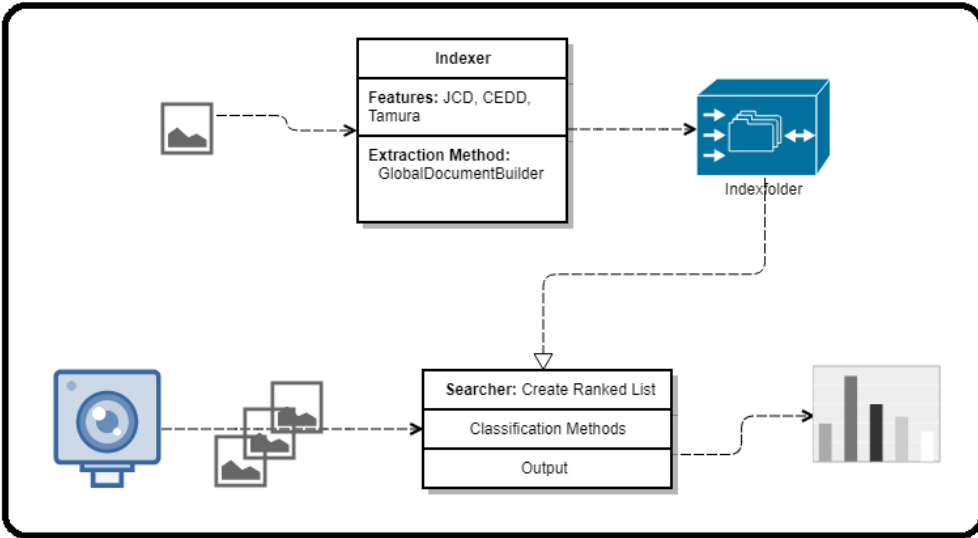 Indexer
Features: JCD, CEDD,
Tamura
Extraction Method:
GlobalDocumentBuilder
Indexfolder
Searcher: Create Ranked List
Classification Methods
Output